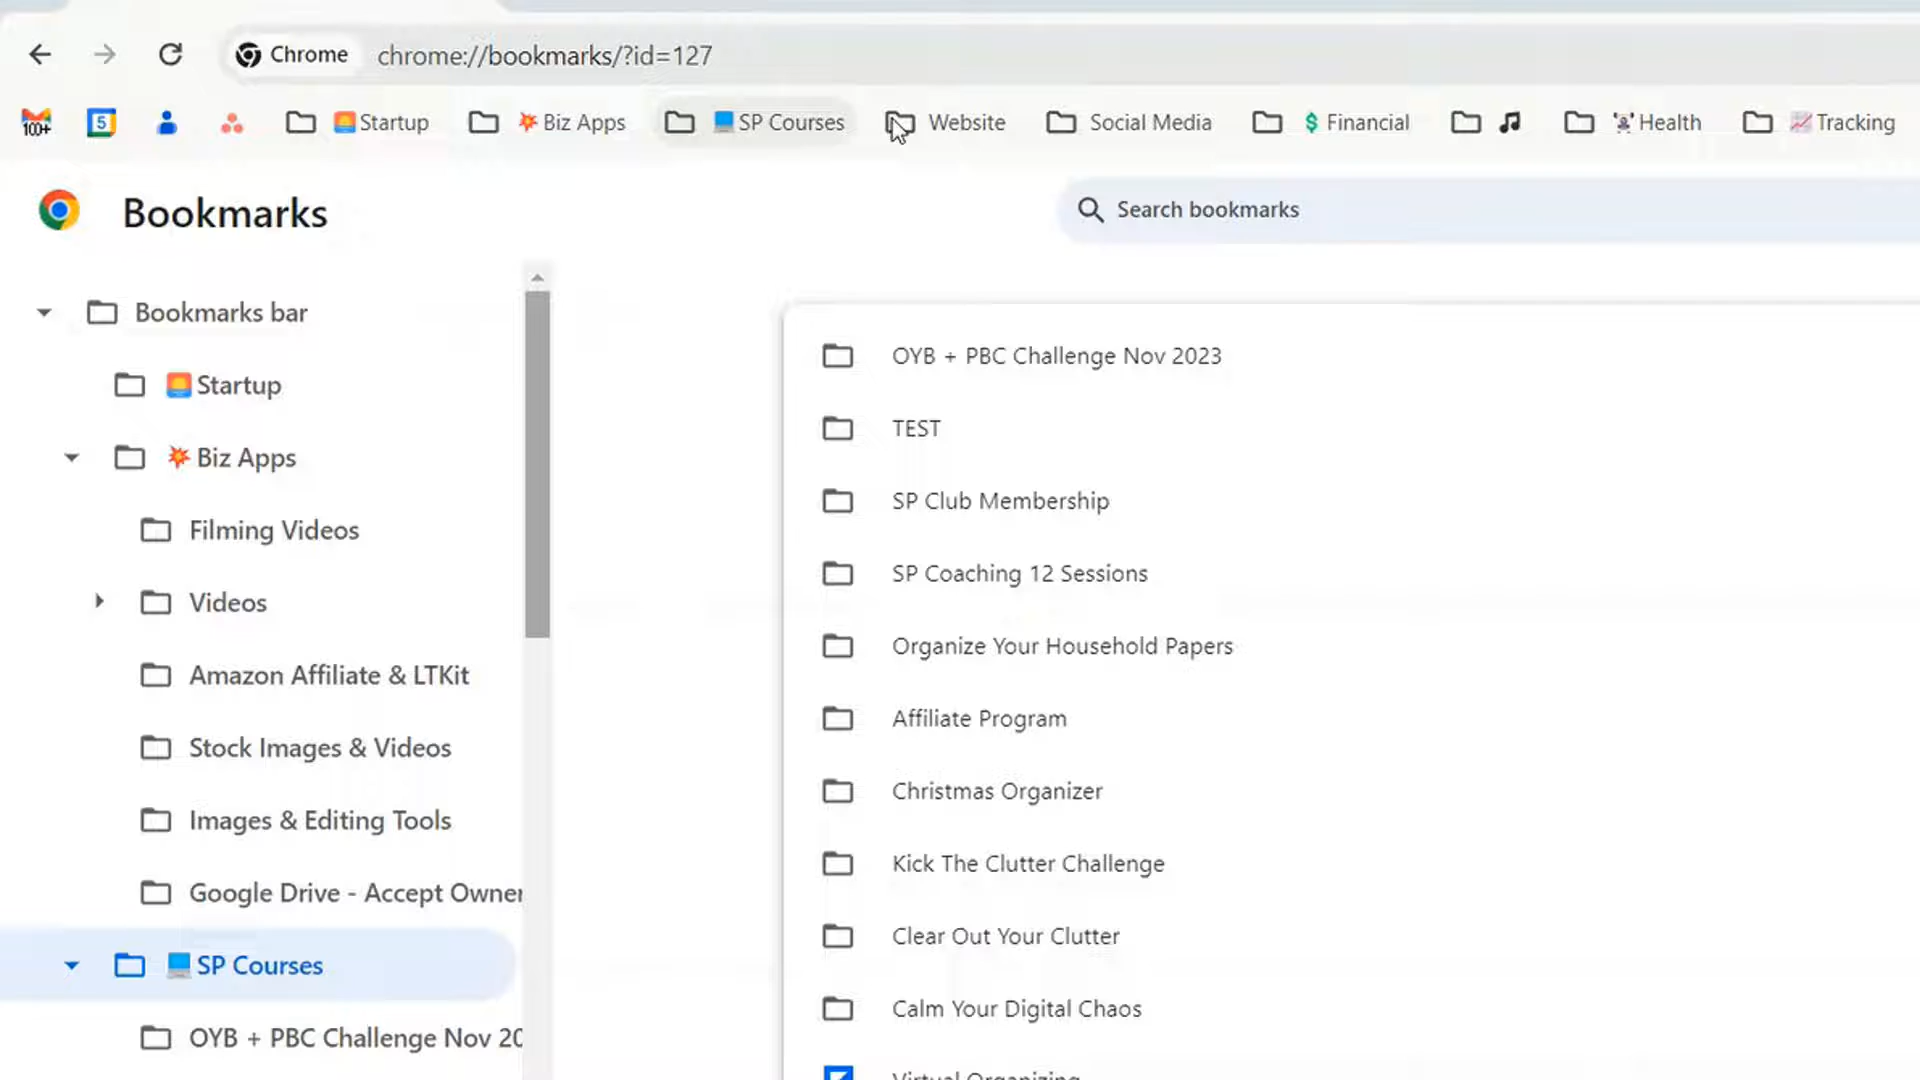 Chrome chrome://bookmarks/?id=127
100+ 5 Startup Biz Apps SP Courses Website Social Media $ Financial Health Tracking
Bookmarks
Search bookmarks
Bookmarks bar
Startup
Biz Apps
Filming Videos
Videos
Amazon Affiliate & LTKit
Stock Images & Videos
Images & Editing Tools
Google Drive - Accept Owner
SP Courses
OYB + PBC Challenge Nov 20
OYB + PBC Challenge Nov 2023
TEST
SP Club Membership
SP Coaching 12 Sessions
Organize Your Household Papers
Affiliate Program
Christmas Organizer
Kick The Clutter Challenge
Clear Out Your Clutter
Calm Your Digital Chaos
Virtual Organizing